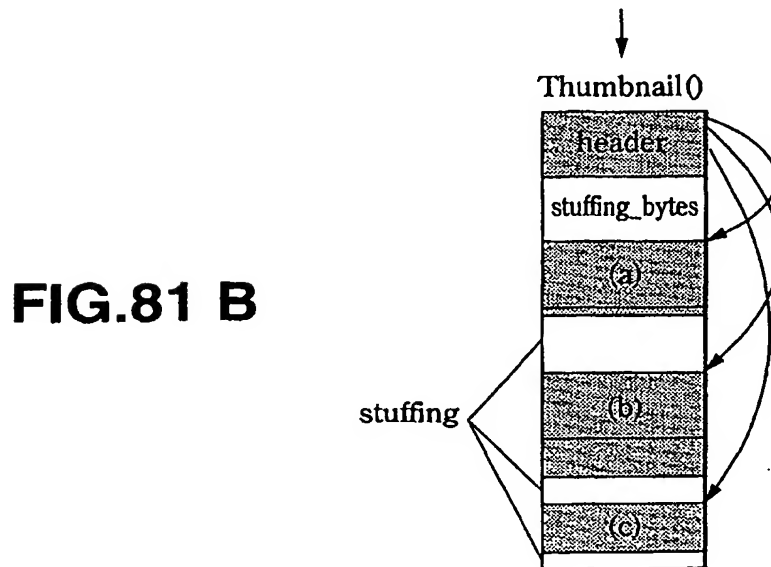 Thumbnail()
header
stuffing_bytes
(a)
FIG.81 B
(b)
stuffing
(c)